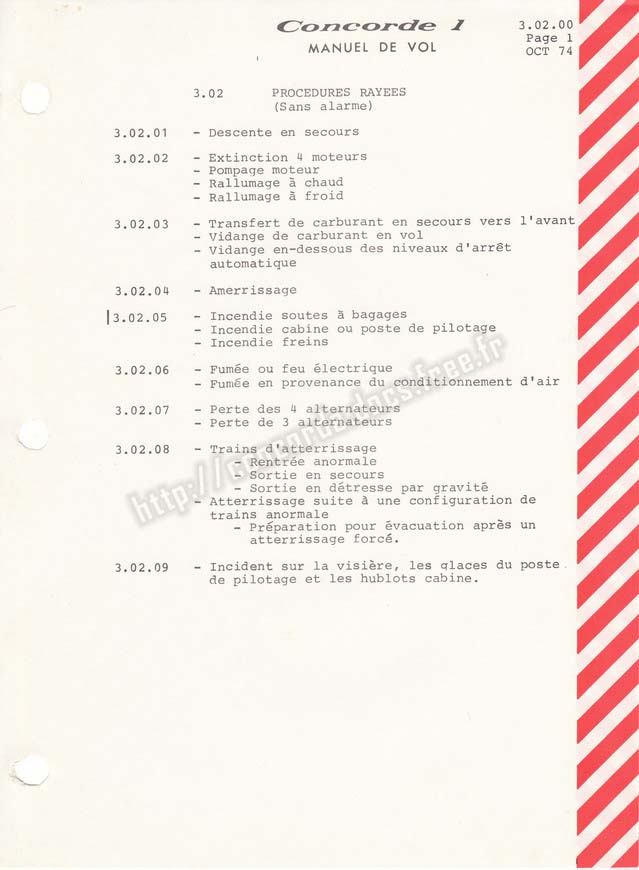 Concorde 1
MANUEL DE VOL
3.02.00
Page 1
OCT 74
3.02 PROCEDURES RAYEES
(Sans alarme)
3.02.01 - Descente en secours
3.02.02 - Extinction 4 moteurs
- Pompage moteur
- Rallumage à chaud
- Rallumage à froid
3.02.03 - Transfert de carburant en secours vers l'avant
- Vidange de carburant en vol
- Vidange en-dessous des niveaux d'arrêt
automatique
3.02.04 - Amerrissage
3.02.05 - Incendie soutes à bagages
- Incendie cabine ou poste de pilotage
- Incendie freins
3.02.06 - Fumée ou feu électrique
- Fumée en provenance du conditionnement d'air
3.02.07 - Perte des 4 alternateurs
- Perte de 3 alternateurs
3.02.08 - Trains d'atterrissage
- Rentrée anormale
- Sortie en secours
- Sortie en détresse par gravité
- Atterrissage suite à une configuration de
trains anormale
- Préparation pour évacuation après un
atterrissage forcé.
3.02.09 - Incident sur la visière, les glaces du poste
de pilotage et les hublots cabine.
http://concordedocs.free.fr